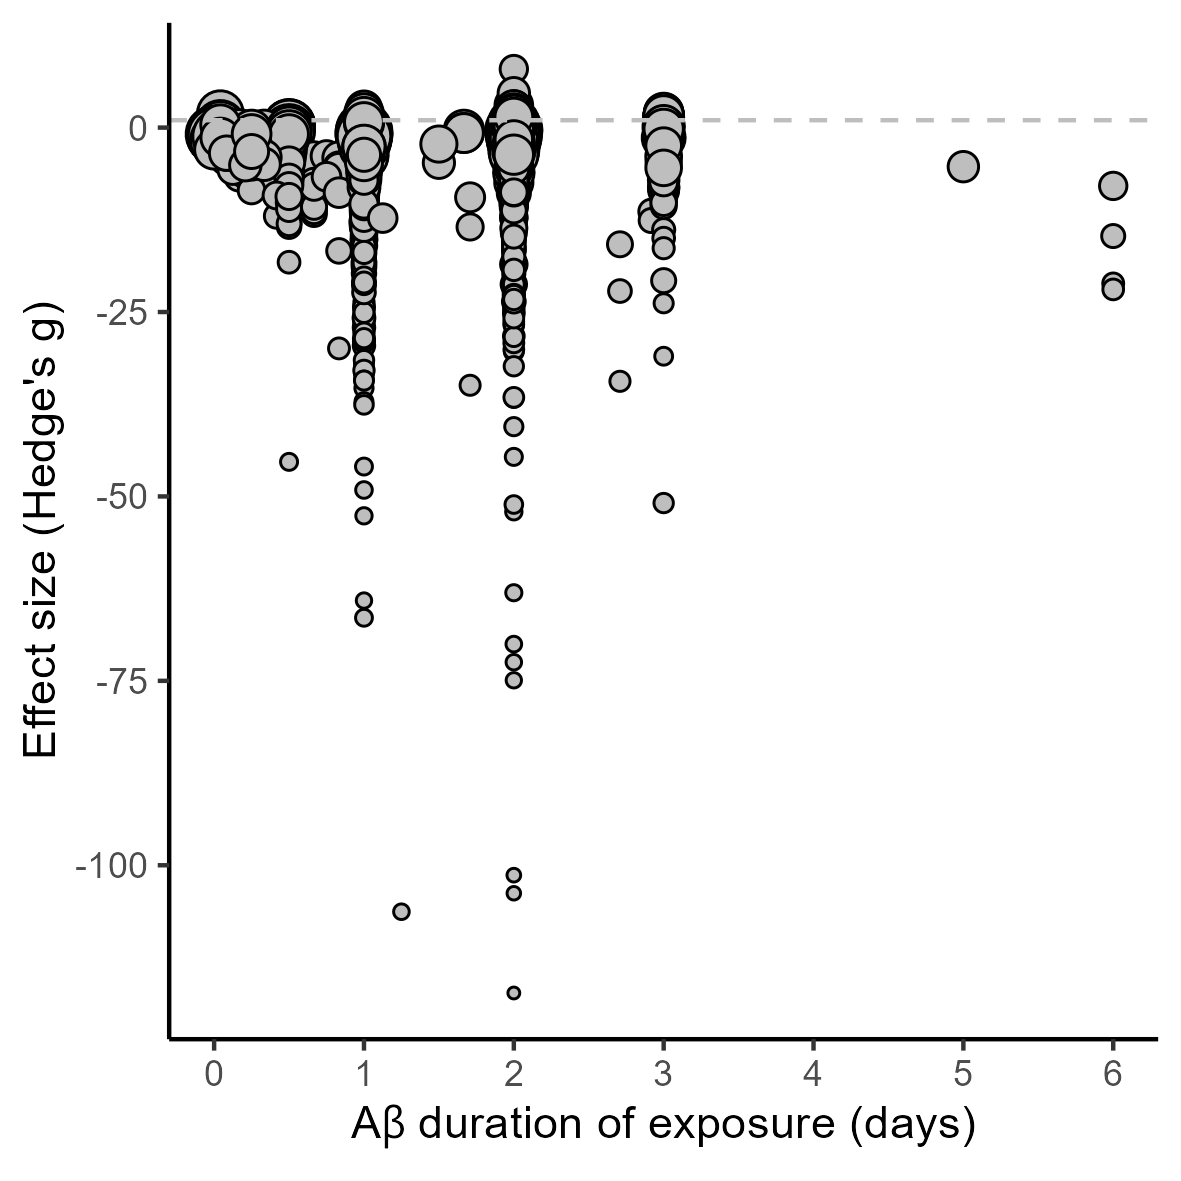 Effect size (Hedge's g)
0
-25
-50
-75
-100
0 1 2 3 4 5 6
Aβ duration of exposure (days)